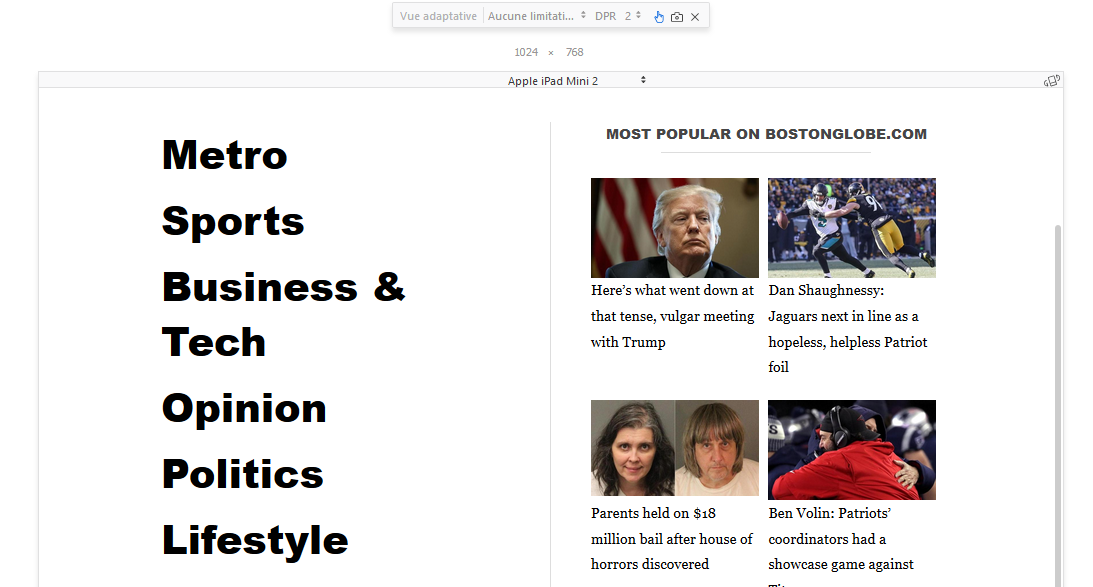 Vue adaptative Aucune limitati... DPR 2
1024 × 768
Apple iPad Mini 2
Metro
Sports
Business &
Tech
Opinion
Politics
Lifestyle
MOST POPULAR ON BOSTONGLOBE.COM
Here’s what went down at
that tense, vulgar meeting
with Trump
Dan Shaughnessy:
Jaguars next in line as a
hopeless, helpless Patriot
foil
Parents held on $18
million bail after house of
horrors discovered
Ben Volin: Patriots’
coordinators had a
showcase game against